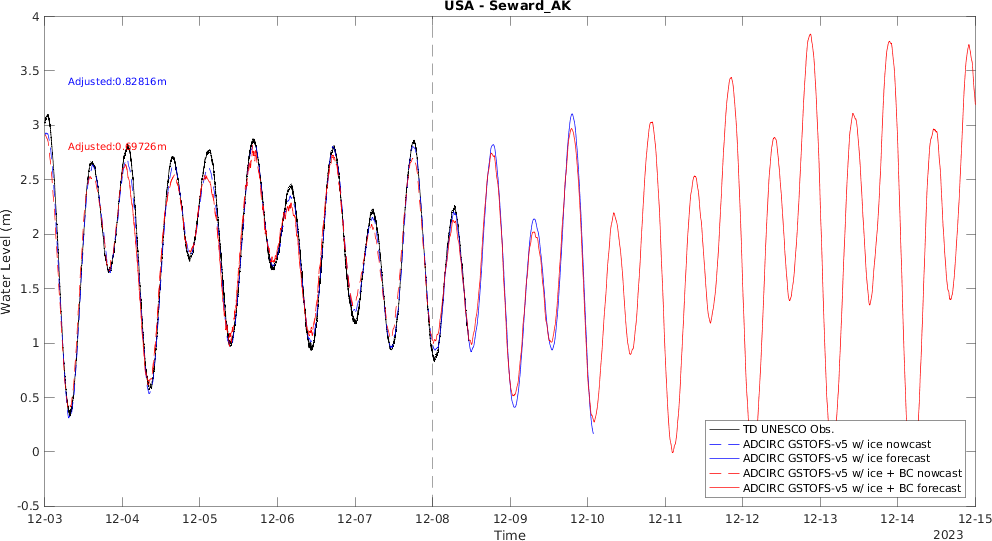 USA - Seward_AK
Water Level (m)
4
3.5
3
2.5
2
1.5
1
0.5
0
-0.5
Adjusted:0.82816m
Adjusted:0.69726m
TD UNESCO Obs.
ADCIRC GSTOFS-v5 w/ ice nowcast
ADCIRC GSTOFS-v5 w/ ice forecast
ADCIRC GSTOFS-v5 w/ ice + BC nowcast
ADCIRC GSTOFS-v5 w/ ice + BC forecast
12-03 12-04 12-05 12-06 12-07 12-08 12-09 12-10 12-11 12-12 12-13 12-14 12-15
Time
2023